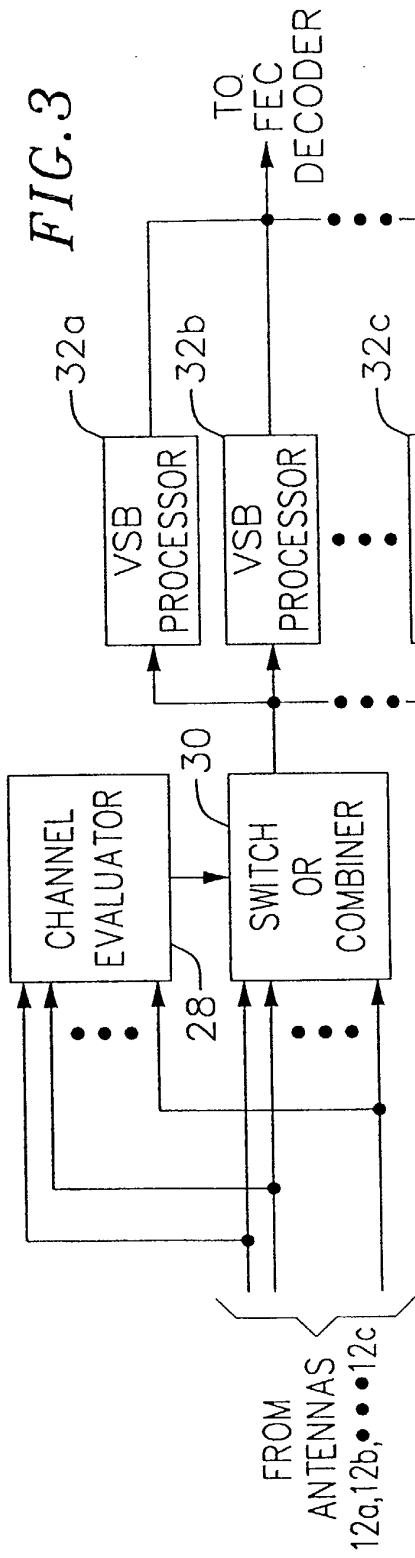 FIG.3
FROM
ANTENNAS
12a,12b,•••12c
CHANNEL
EVALUATOR
28
SWITCH
OR
COMBINER
30
VSB
PROCESSOR
32a
VSB
PROCESSOR
32b
32c
TO
FEC
DECODER